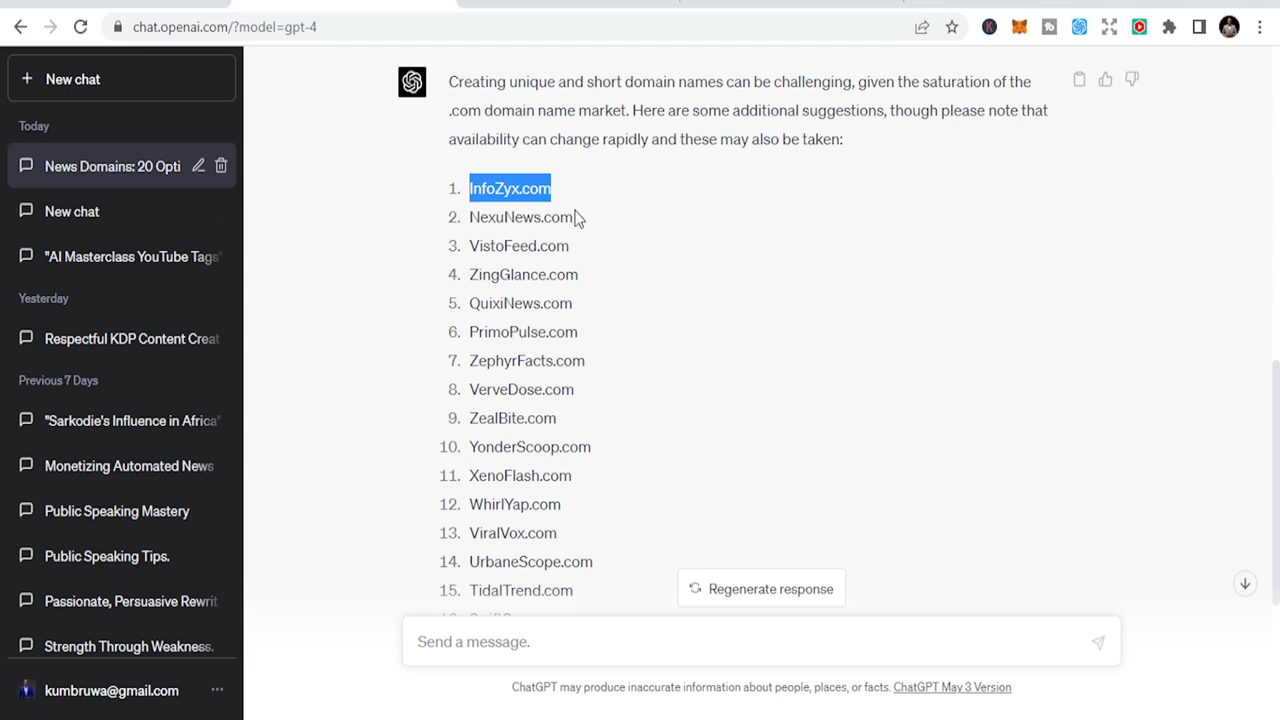 chat.openai.com/?model=gpt-4
New chat
Today
News Domains: 20 Opti
New chat
"AI Masterclass YouTube Tags"
Yesterday
Respectful KDP Content Creat
Previous 7 Days
"Sarkodie's Influence in Africa"
Monetizing Automated News
Public Speaking Mastery
Public Speaking Tips.
Passionate, Persuasive Rewrit
Strength Through Weakness.
kumbruwa@gmail.com
Creating unique and short domain names can be challenging, given the saturation of the
.com domain name market. Here are some additional suggestions, though please note that
availability can change rapidly and these may also be taken:
1. InfoZyx.com
2. NexuNews.com
3. VistoFeed.com
4. ZingGlance.com
5. QuixiNews.com
6. PrimoPulse.com
7. ZephyrFacts.com
8. VerveDose.com
9. ZealBite.com
10. YonderScoop.com
11. XenoFlash.com
12. WhirlYap.com
13. ViralVox.com
14. UrbaneScope.com
15. TidalTrend.com
Regenerate response
Send a message.
ChatGPT may produce inaccurate information about people, places, or facts. ChatGPT May 3 Version